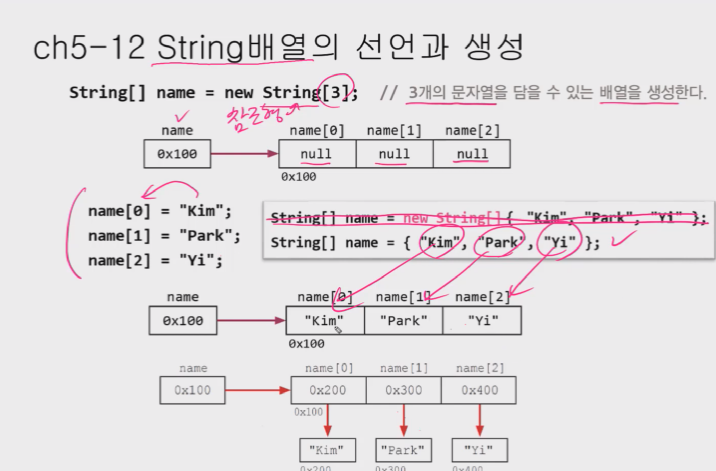 ch5-12 String배열의 선언과 생성
String[] name = new String[3]; // 3개의 문자열을 담을 수 있는 배열을 생성한다.
참조형
name name[0] name[1] name[2]
0x100 null null null
0x100
name[0] = "Kim";
name[1] = "Park";
name[2] = "Yi";
String[] name = new String[]{ "Kim", "Park", "Yi" };
String[] name = { "Kim", "Park", "Yi" };
name name[0] name[1] name[2]
0x100 "Kim" "Park" "Yi"
0x100
name name[0] name[1] name[2]
0x100 0x200 0x300 0x400
0x100
"Kim" "Park" "Yi"
0x200 0x300 0x400